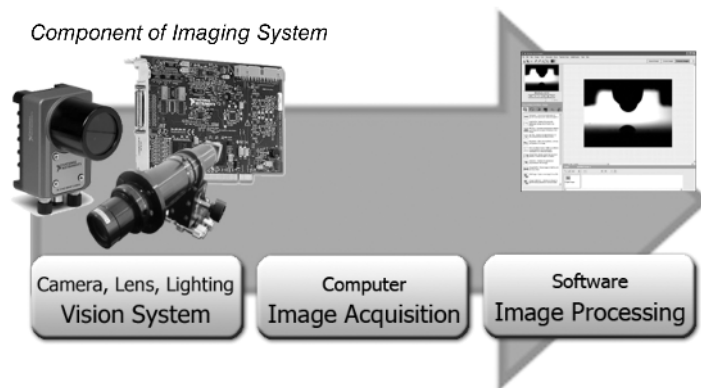 Component of Imaging System
Camera, Lens, Lighting
Vision System
Computer
Image Acquisition
Software
Image Processing